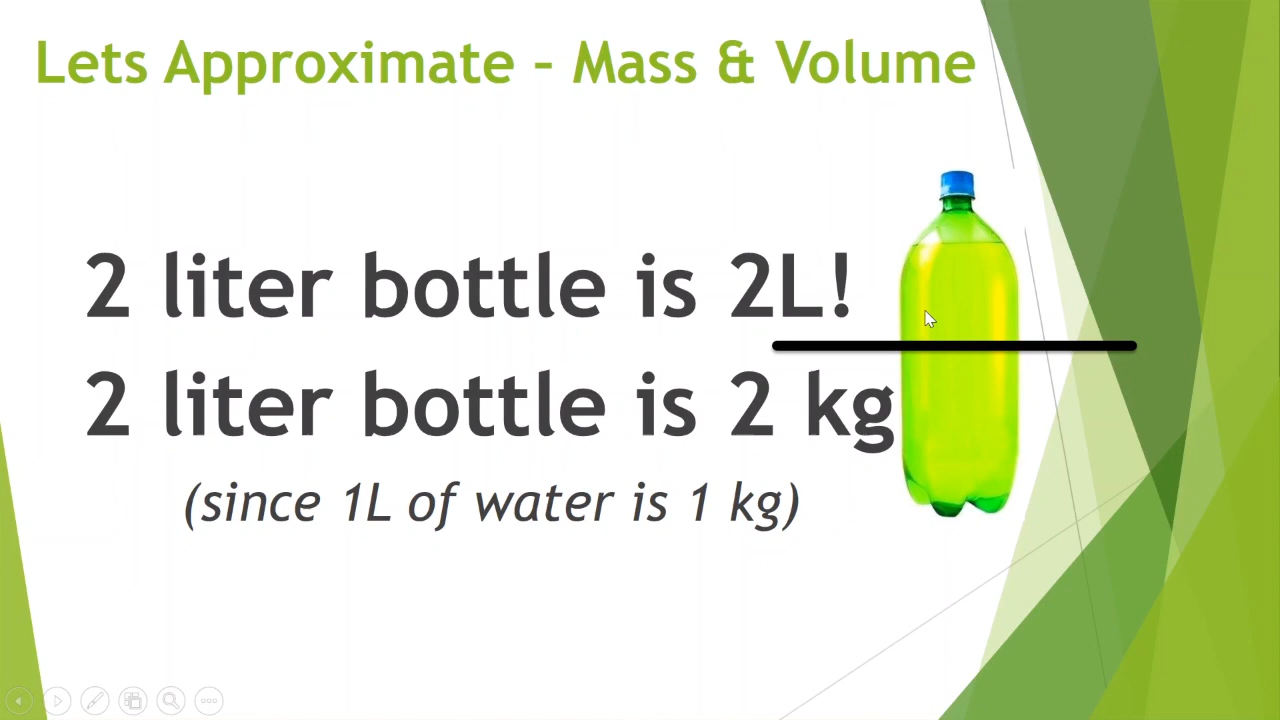 Lets Approximate – Mass & Volume
2 liter bottle is 2L!
2 liter bottle is 2 kg
(since 1L of water is 1 kg)